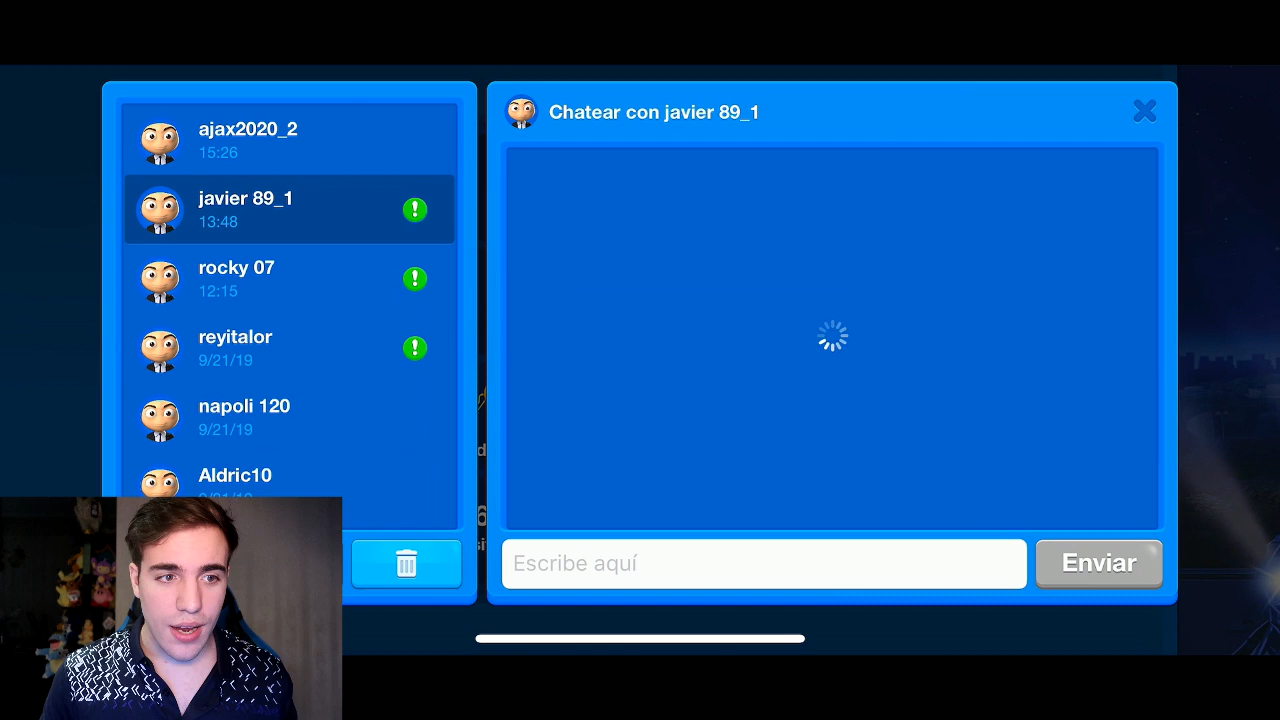 ajax2020_2
15:26
javier 89_1
13:48
rocky 07
12:15
reyitalor
9/21/19
napoli 120
9/21/19
Aldric10
Chatear con javier 89_1
Escribe aquí
Enviar